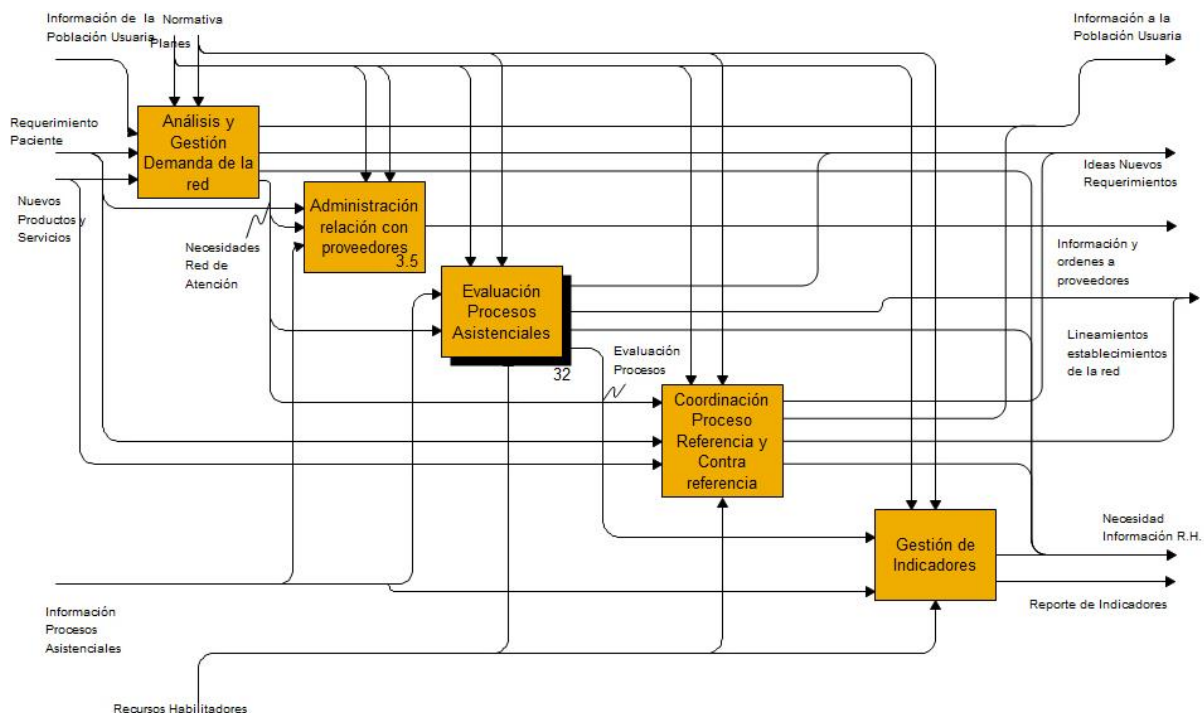 Información de la
Población Usuaria
Normativa
Planes
Información a la
Población Usuaria
Requerimiento
Paciente
Análisis y
Gestión
Demanda de la
red
Ideas Nuevos
Requerimientos
Nuevos
Productos y
Servicios
Administración
relación con
proveedores
3.5
Necesidades
Red de
Atención
Información y
ordenes a
proveedores
Evaluación
Procesos
Asistenciales
32
Evaluación
Procesos
Lineamientos
establecimientos
de la red
Coordinación
Proceso
Referencia y
Contra
referencia
Necesidad
Información R.H.
Gestión de
Indicadores
Reporte de Indicadores
Información
Procesos
Asistenciales
Recursos Habilitadores